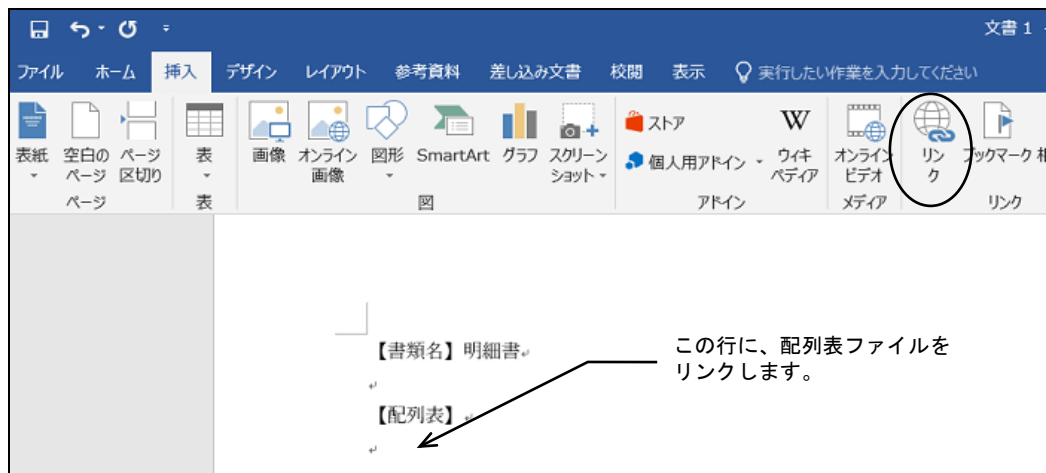 文書 1 -
ファイル ホーム 挿入 デザイン レイアウト 参考資料 差し込み文書 校閲 表示 実行したい作業を入力してください
表紙 空白の ページ 表 画像 オンライン 図形 SmartArt グラフ スクリーン ストア W ウィキ オンライン リン ブックマーク 相
ページ 区切り 画像 ショット 個人用アドイン ペディア ビデオ ク
ページ 表 図 アドイン メディア リンク
【書類名】明細書
【配列表】
この行に、配列表ファイルを
リンクします。